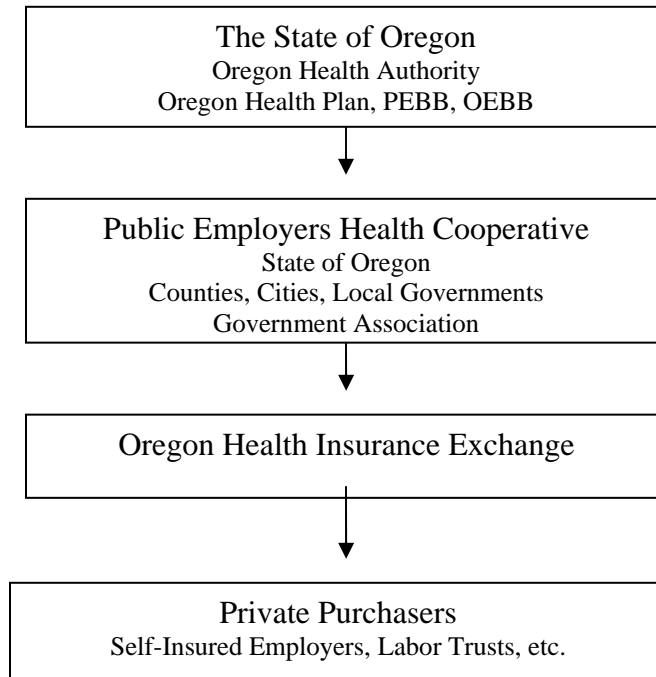 The State of Oregon
Oregon Health Authority
Oregon Health Plan, PEBB, OEBB
Public Employers Health Cooperative
State of Oregon
Counties, Cities, Local Governments
Government Association
Oregon Health Insurance Exchange
Private Purchasers
Self-Insured Employers, Labor Trusts, etc.